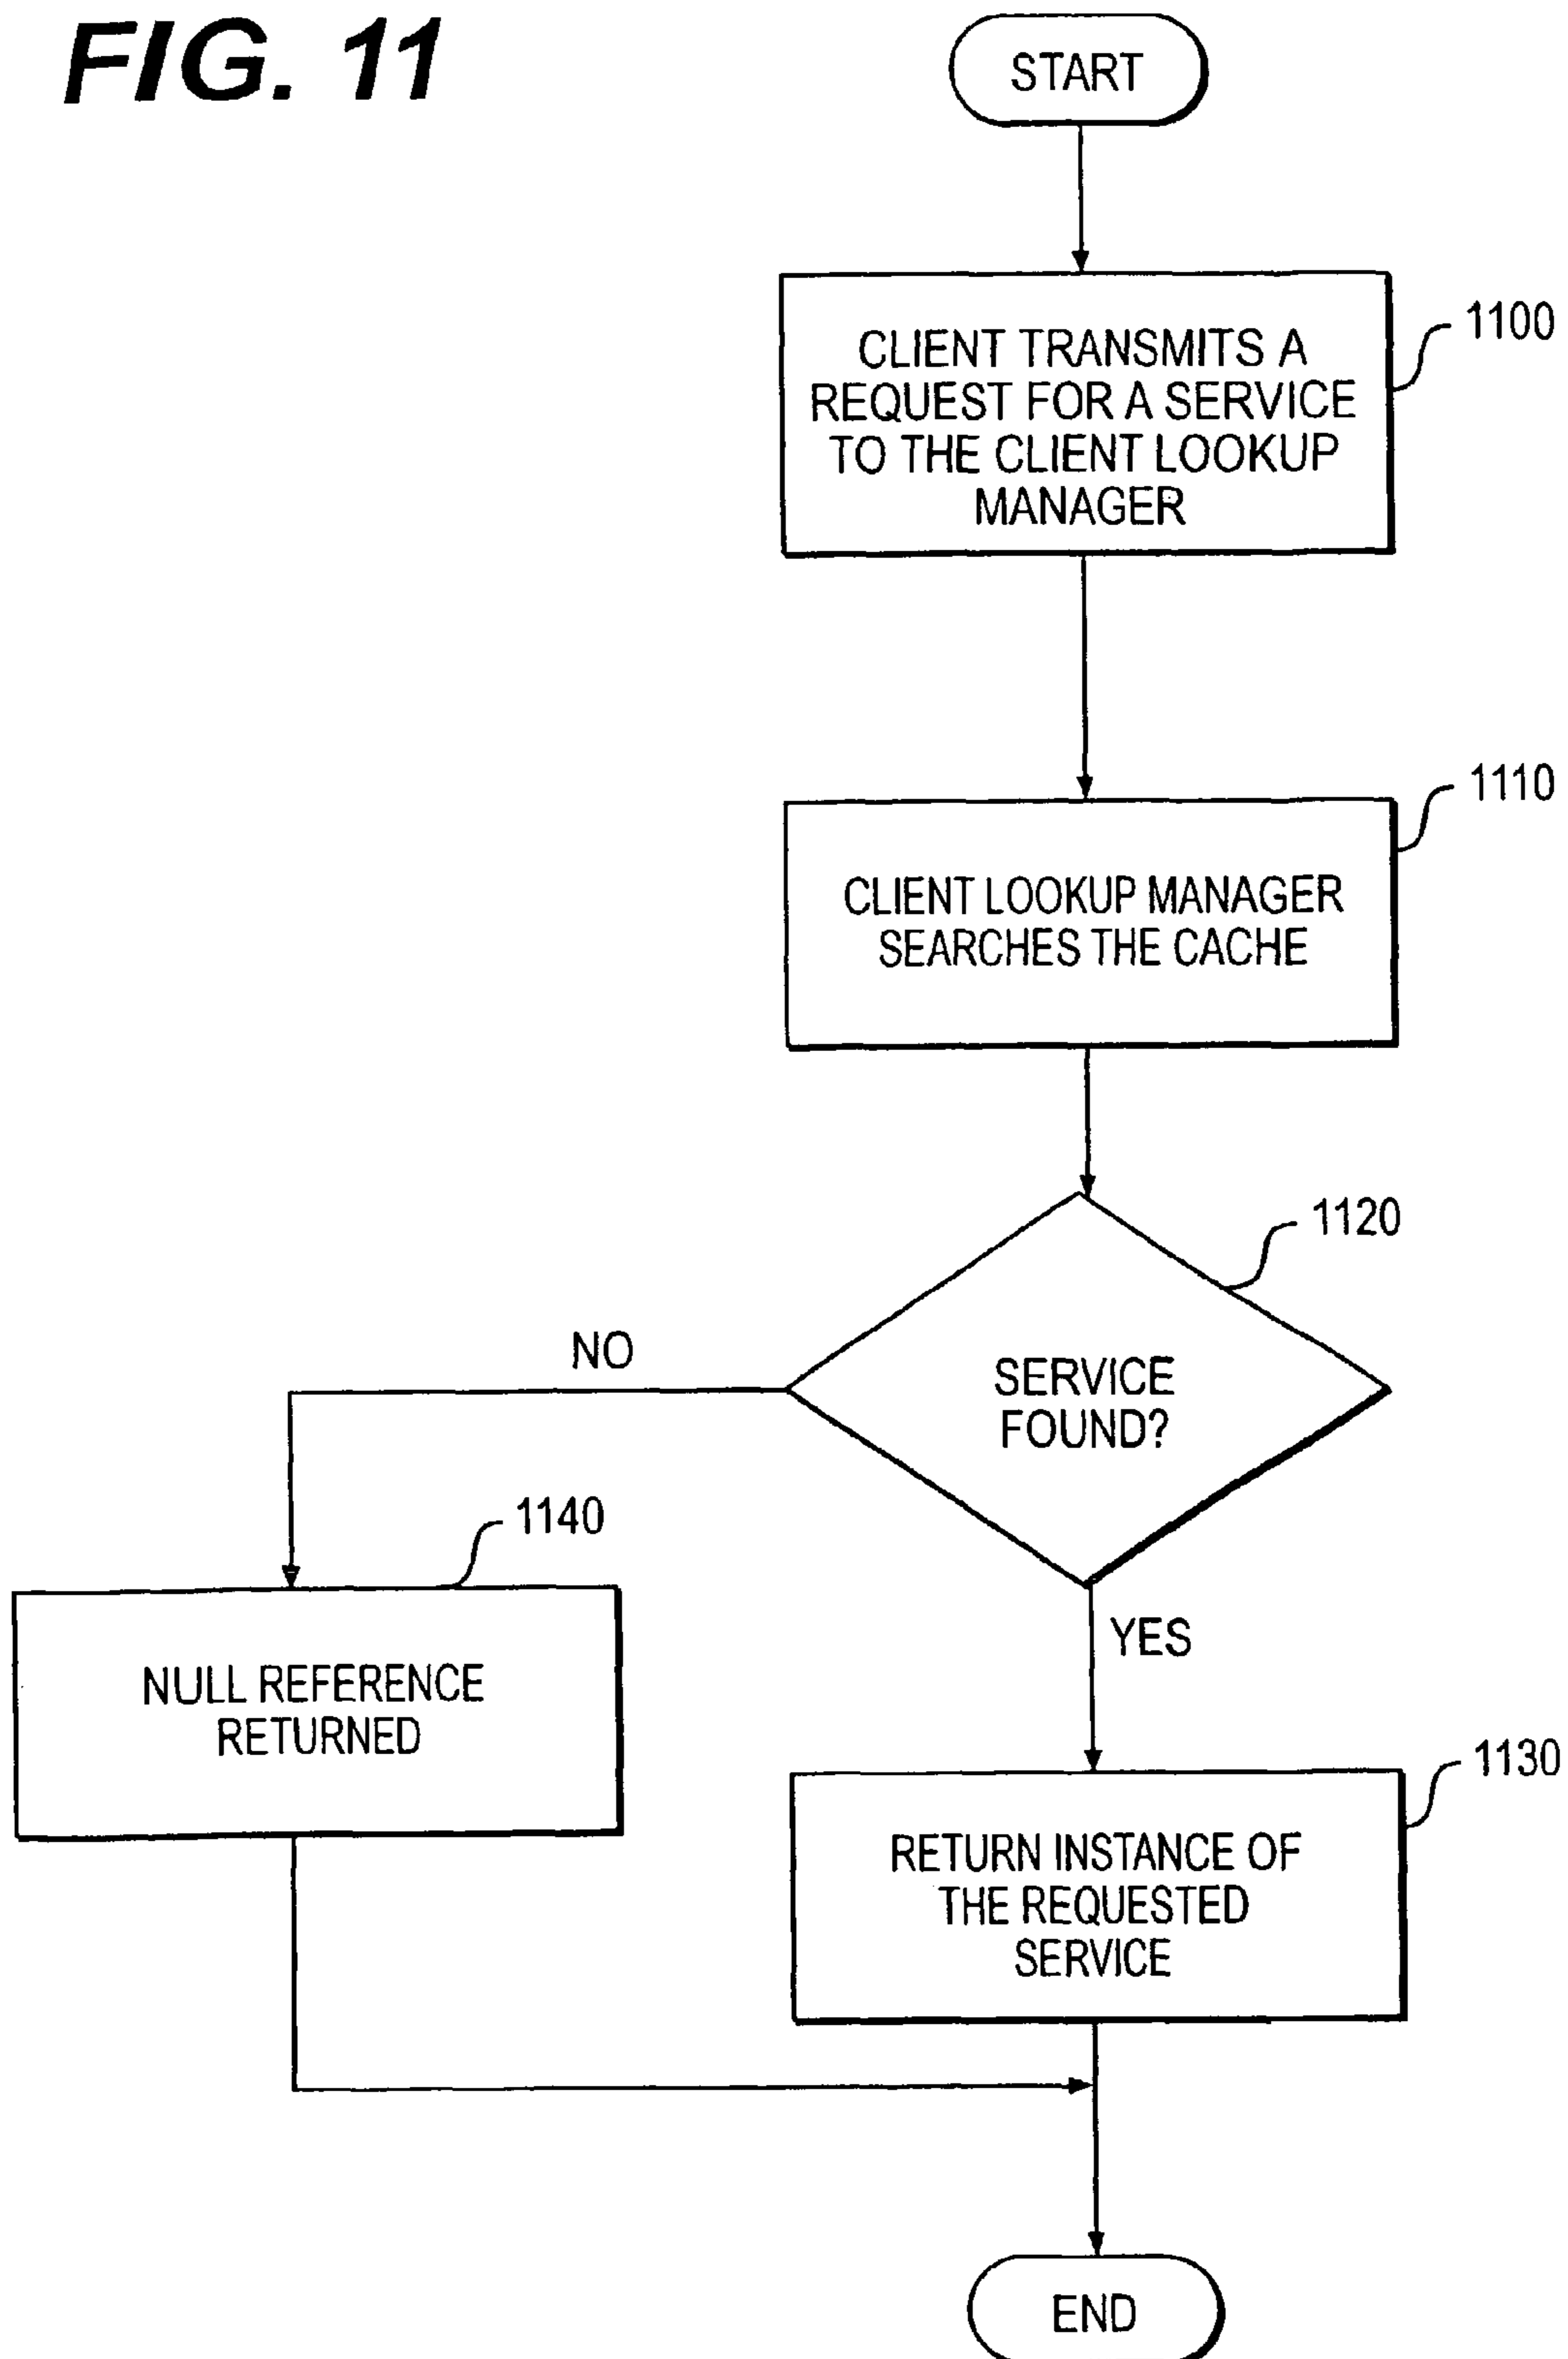 FIG. 11
START
CLIENT TRANSMITS A
REQUEST FOR A SERVICE
TO THE CLIENT LOOKUP
MANAGER
1100
CLIENT LOOKUP MANAGER
SEARCHES THE CACHE
1110
SERVICE
FOUND?
1120
NO
YES
NULL REFERENCE
RETURNED
1140
RETURN INSTANCE OF
THE REQUESTED
SERVICE
1130
END